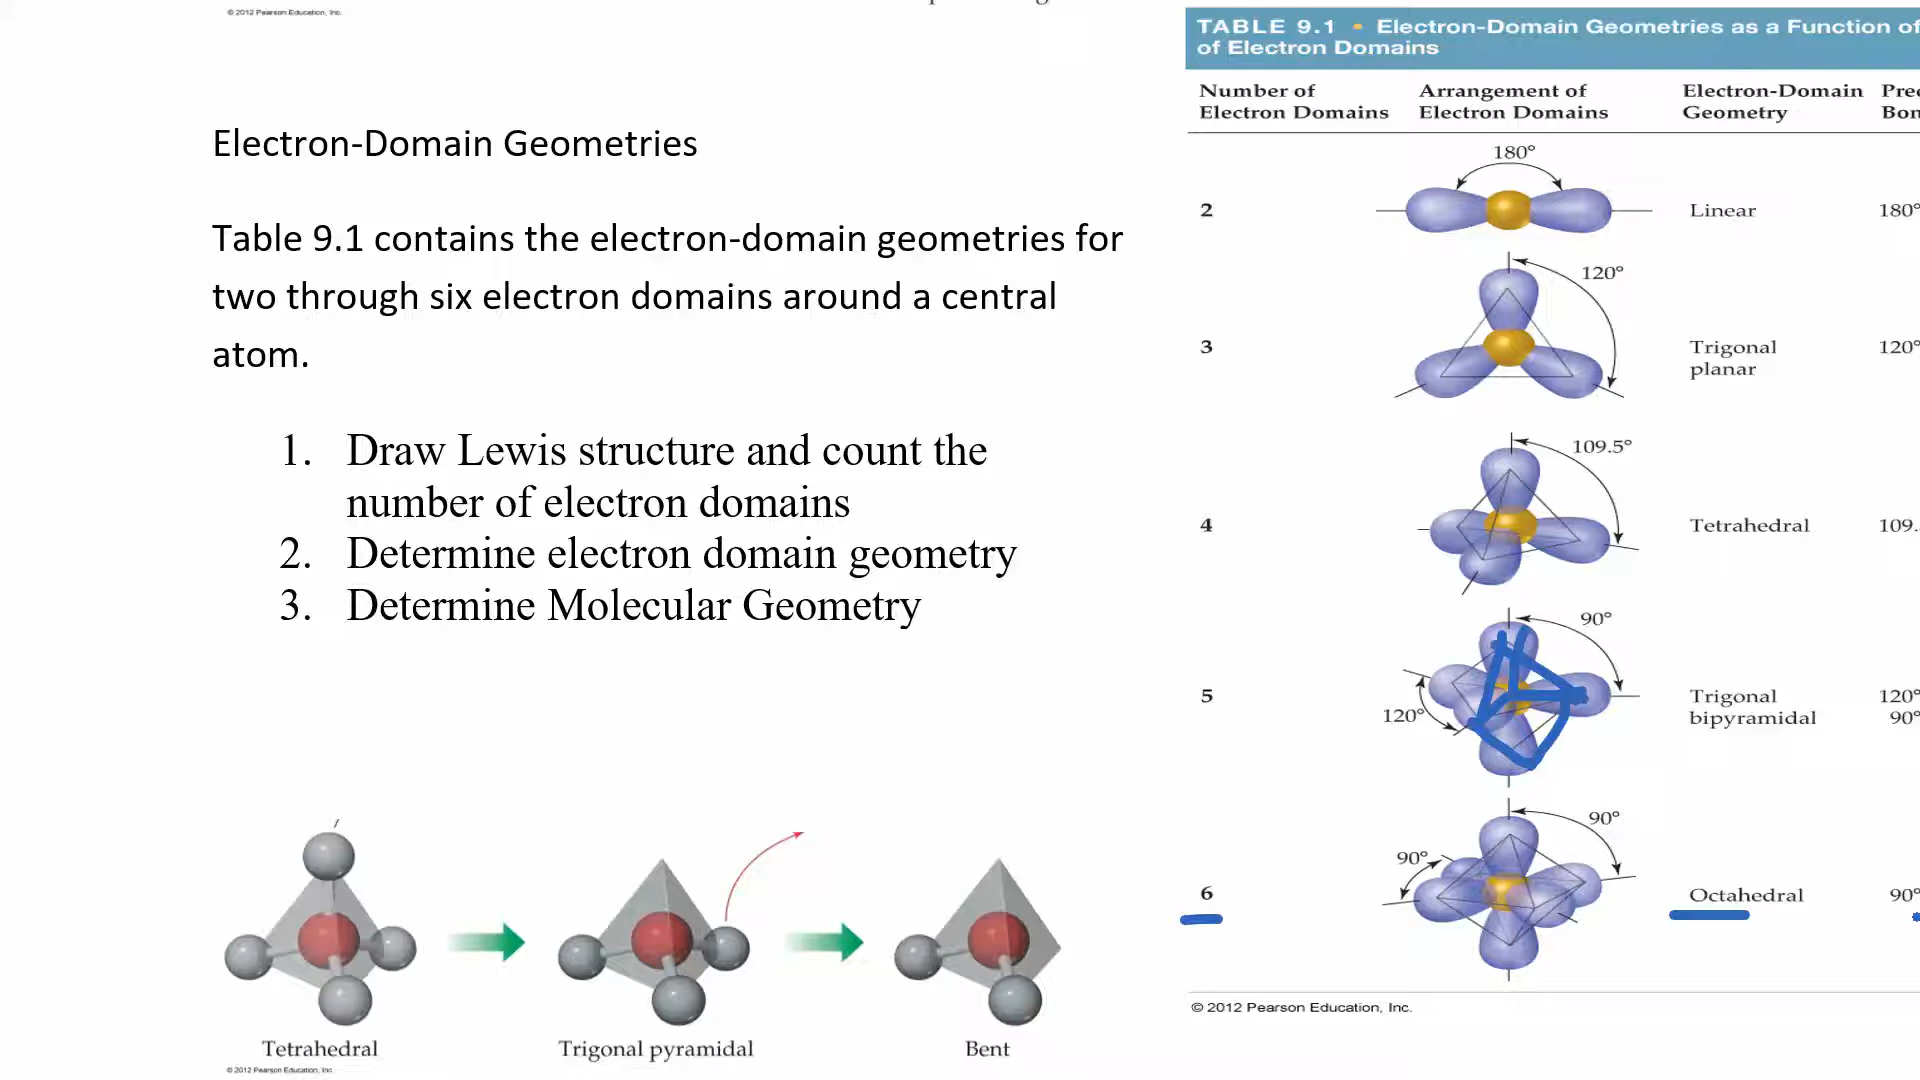 © 2012 Pearson Education, Inc.
Electron-Domain Geometries
Table 9.1 contains the electron-domain geometries for
two through six electron domains around a central
atom.
1. Draw Lewis structure and count the
number of electron domains
2. Determine electron domain geometry
3. Determine Molecular Geometry
Tetrahedral
Trigonal pyramidal
Bent
© 2012 Pearson Education, Inc.
TABLE 9.1 • Electron-Domain Geometries as a Function of
of Electron Domains
Number of
Electron Domains
Arrangement of
Electron Domains
Electron-Domain
Geometry
180°
2
Linear
180°
120°
3
Trigonal
planar
120°
109.5°
4
Tetrahedral
109.
90°
120°
5
Trigonal
bipyramidal
120°
90°
90°
90°
6
Octahedral
90°
© 2012 Pearson Education, Inc.